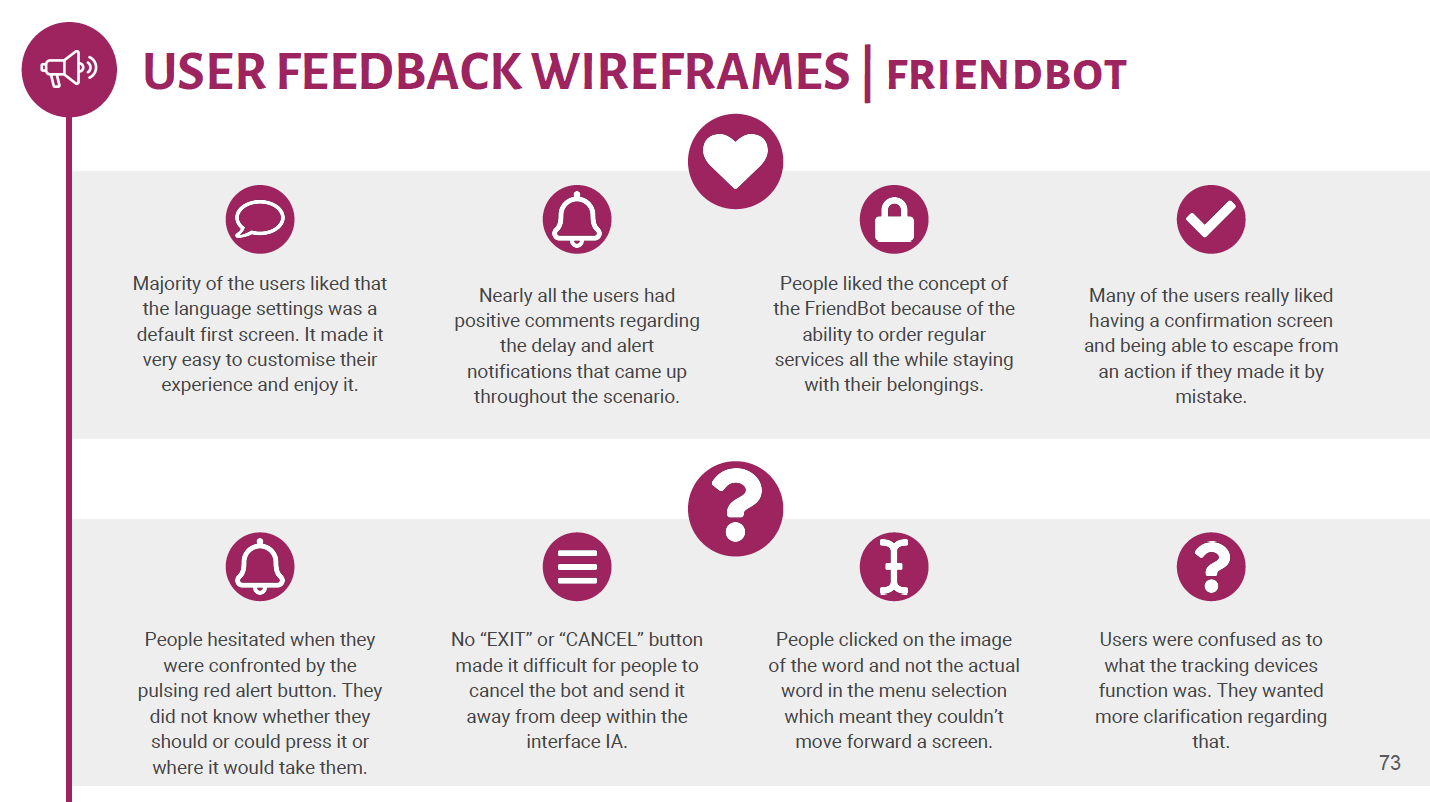 USER FEEDBACK WIREFRAMES | FRIENDBOT
Majority of the users liked that
the language settings was a
default first screen. It made it
very easy to customise their
experience and enjoy it.
Nearly all the users had
positive comments regarding
the delay and alert
notifications that came up
throughout the scenario.
People liked the concept of
the FriendBot because of the
ability to order regular
services all the while staying
with their belongings.
Many of the users really liked
having a confirmation screen
and being able to escape from
an action if they made it by
mistake.
People hesitated when they
were confronted by the
pulsing red alert button. They
did not know whether they
should or could press it or
where it would take them.
No “EXIT” or “CANCEL” button
made it difficult for people to
cancel the bot and send it
away from deep within the
interface IA.
People clicked on the image
of the word and not the actual
word in the menu selection
which meant they couldn’t
move forward a screen.
Users were confused as to
what the tracking devices
function was. They wanted
more clarification regarding
that.
73